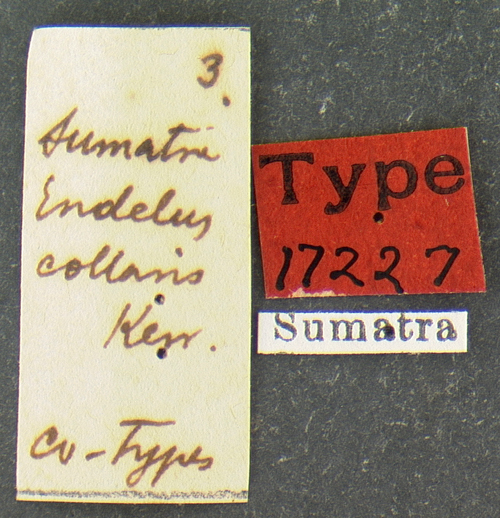 3.
Sumatra
Endelus
collaris
Kerr.
Co-Types
Type
17227
Sumatra